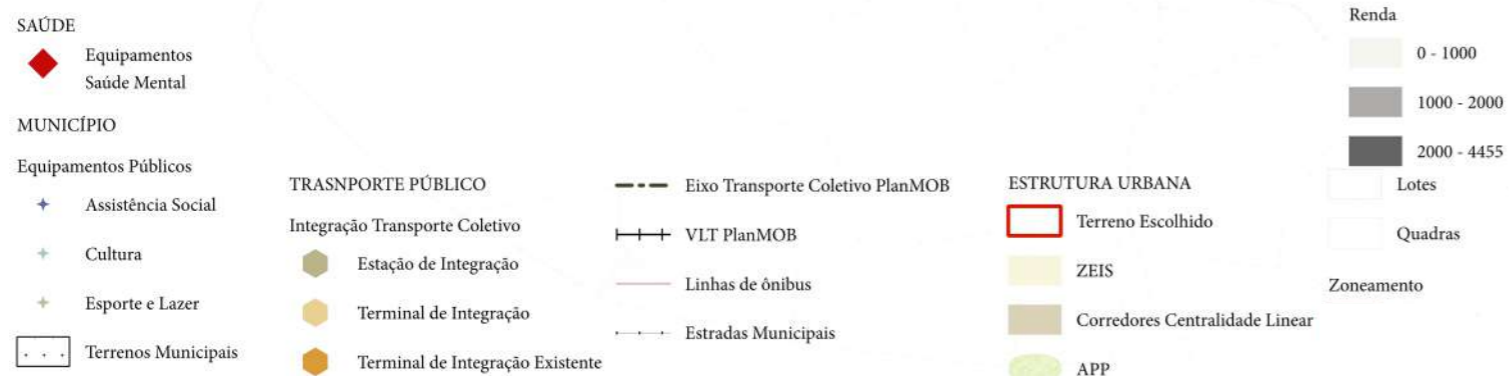 SAÚDE
Equipamentos
Saúde Mental
MUNICÍPIO
Equipamentos Públicos
Assistência Social
Cultura
Esporte e Lazer
Terrenos Municipais
TRASNPORTE PÚBLICO
Integração Transporte Coletivo
Estação de Integração
Terminal de Integração
Terminal de Integração Existente
Eixo Transporte Coletivo PlanMOB
VLT PlanMOB
Linhas de ônibus
Estradas Municipais
ESTRUTURA URBANA
Terreno Escolhido
ZEIS
Corredores Centralidade Linear
APP
Renda
0 - 1000
1000 - 2000
2000 - 4455
Lotes
Quadras
Zoneamento